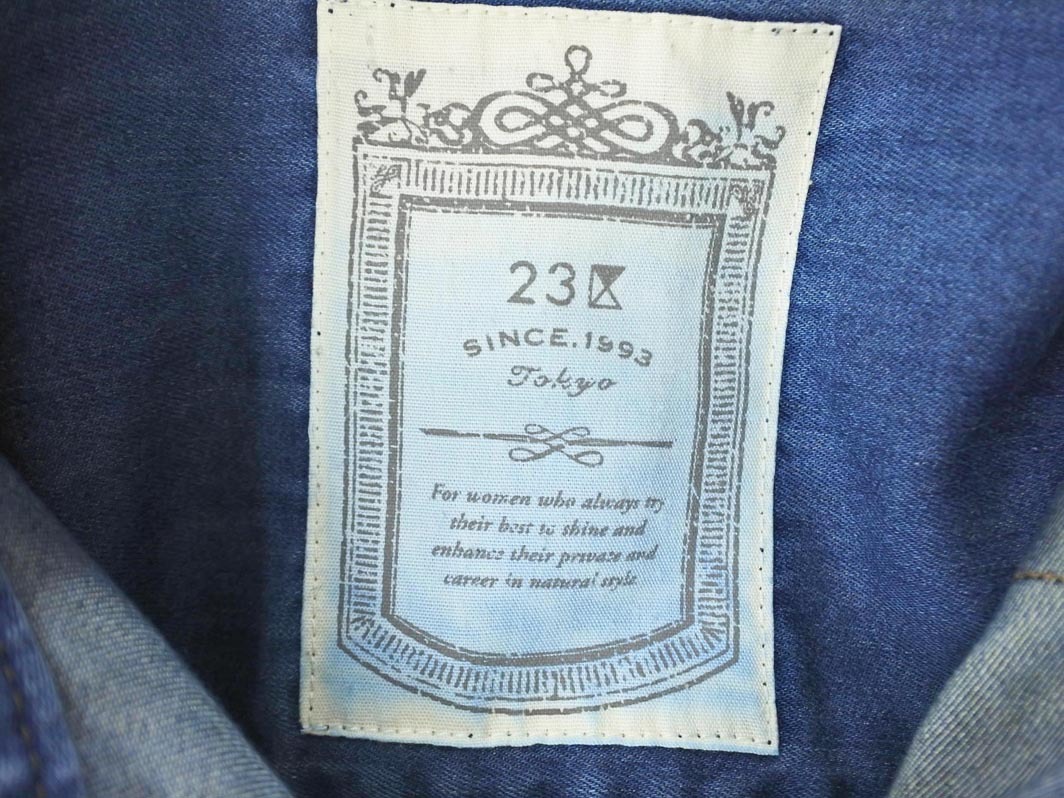 23区
SINCE.1993
Tokyo
For women who always try
their best to shine and
enhance their private and
career in natural style